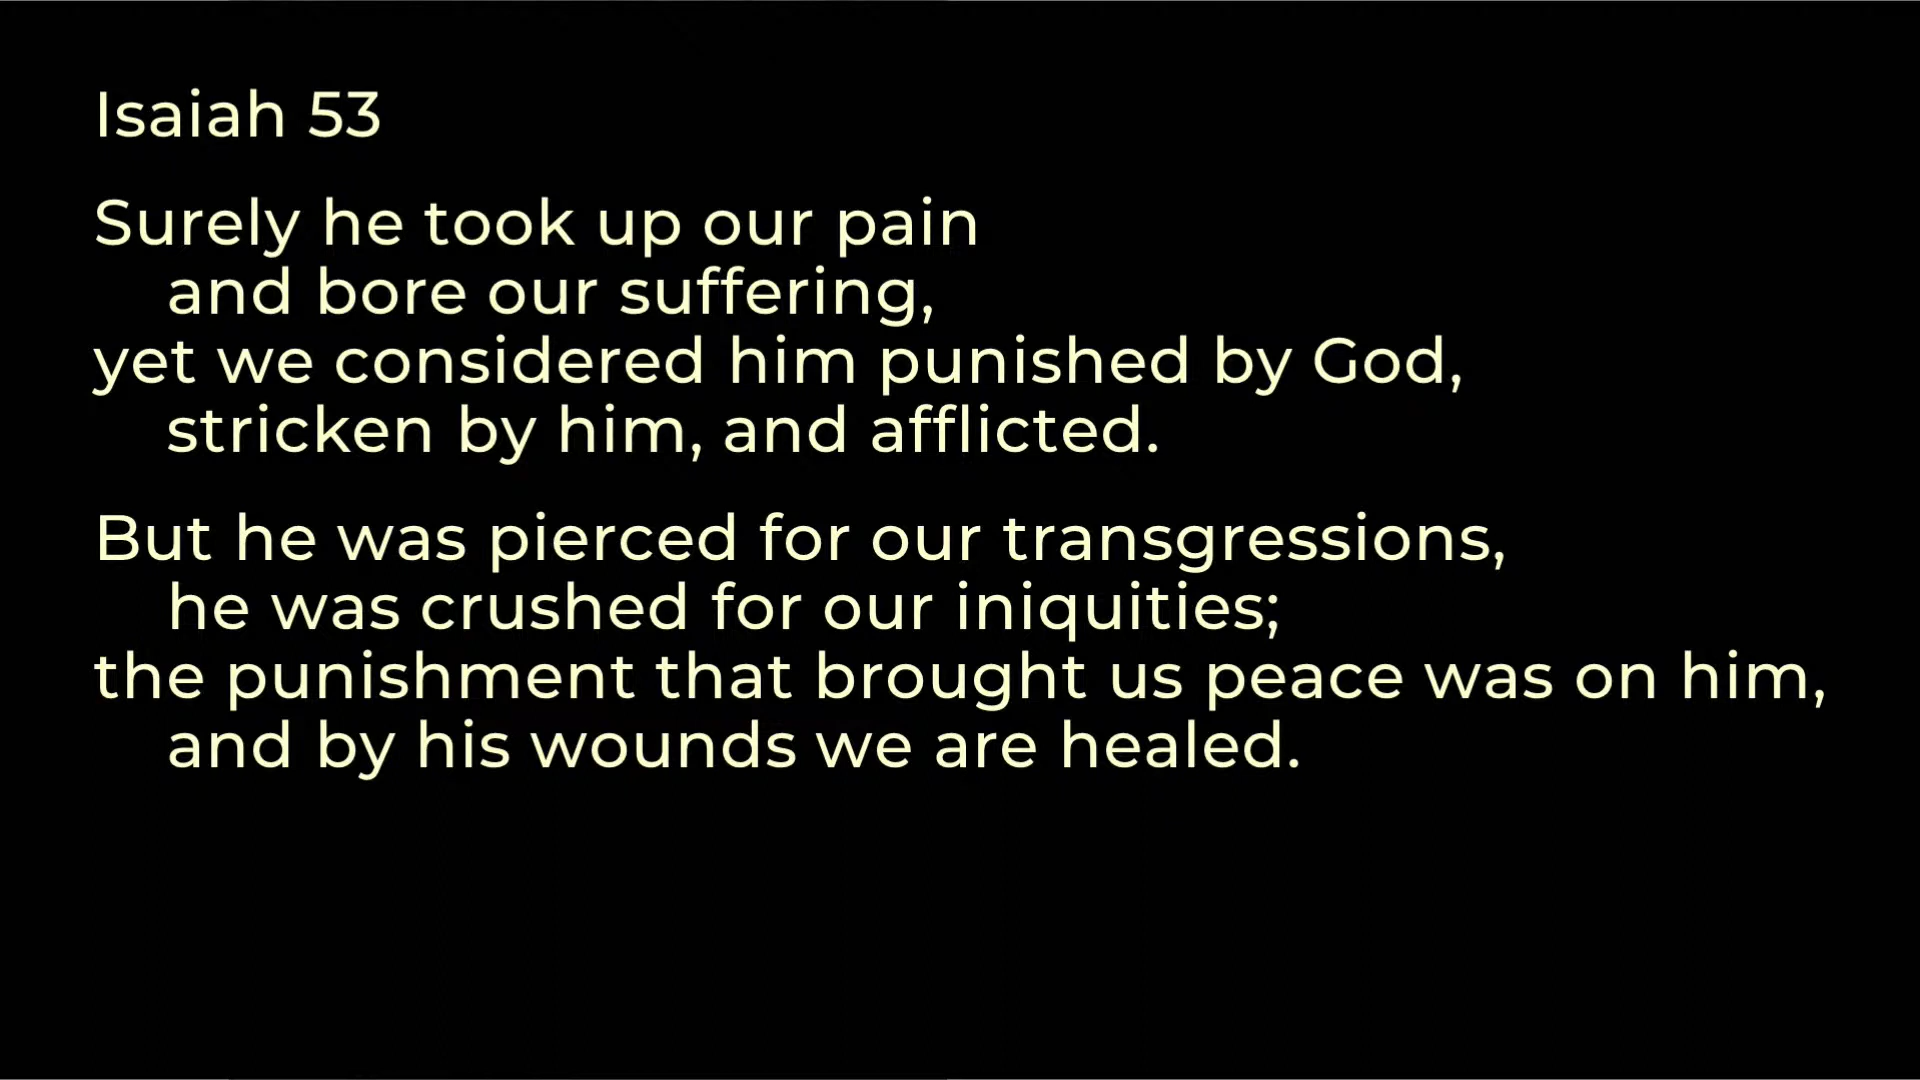 Isaiah 53
Surely he took up our pain
and bore our suffering,
yet we considered him punished by God,
stricken by him, and afflicted.
But he was pierced for our transgressions,
he was crushed for our iniquities;
the punishment that brought us peace was on him,
and by his wounds we are healed.